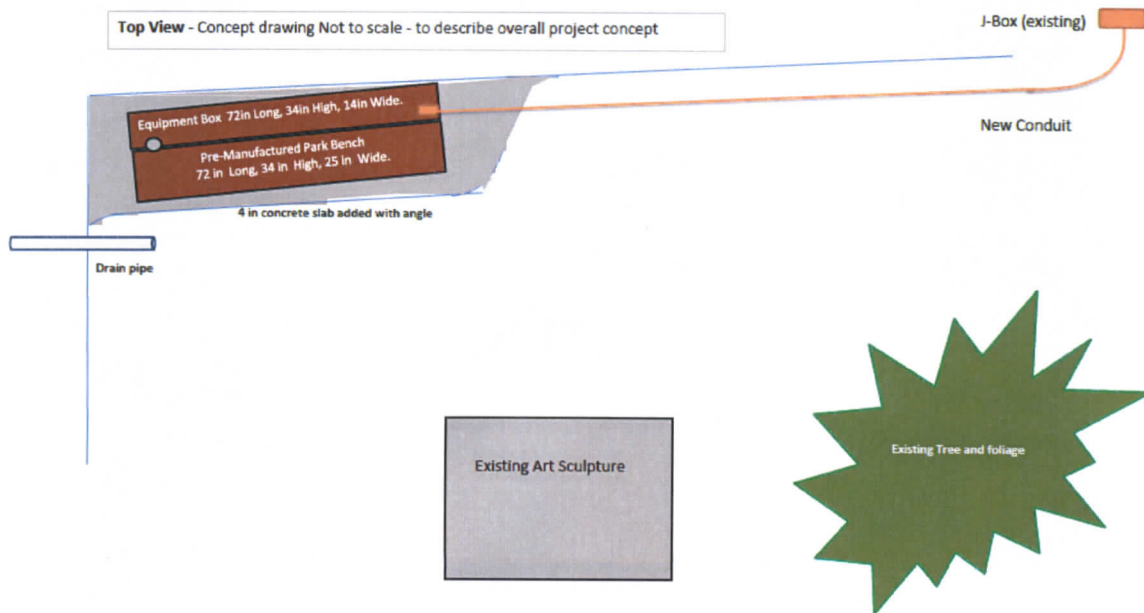 Top View - Concept drawing Not to scale - to describe overall project concept
J-Box (existing)
Equipment Box 72in Long, 34in High, 14in Wide.
New Conduit
Pre-Manufactured Park Bench
72 in Long, 34 in High, 25 in Wide.
4 in concrete slab added with angle
Drain pipe
Existing Tree and foliage
Existing Art Sculpture